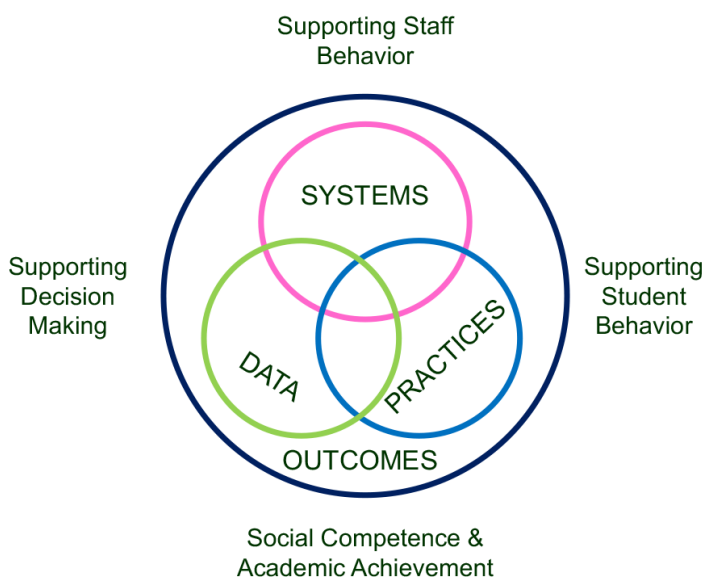 Supporting Staff
Behavior
SYSTEMS
Supporting
Decision
Making
Supporting
Student
Behavior
DATA
PRACTICES
OUTCOMES
Social Competence &
Academic Achievement